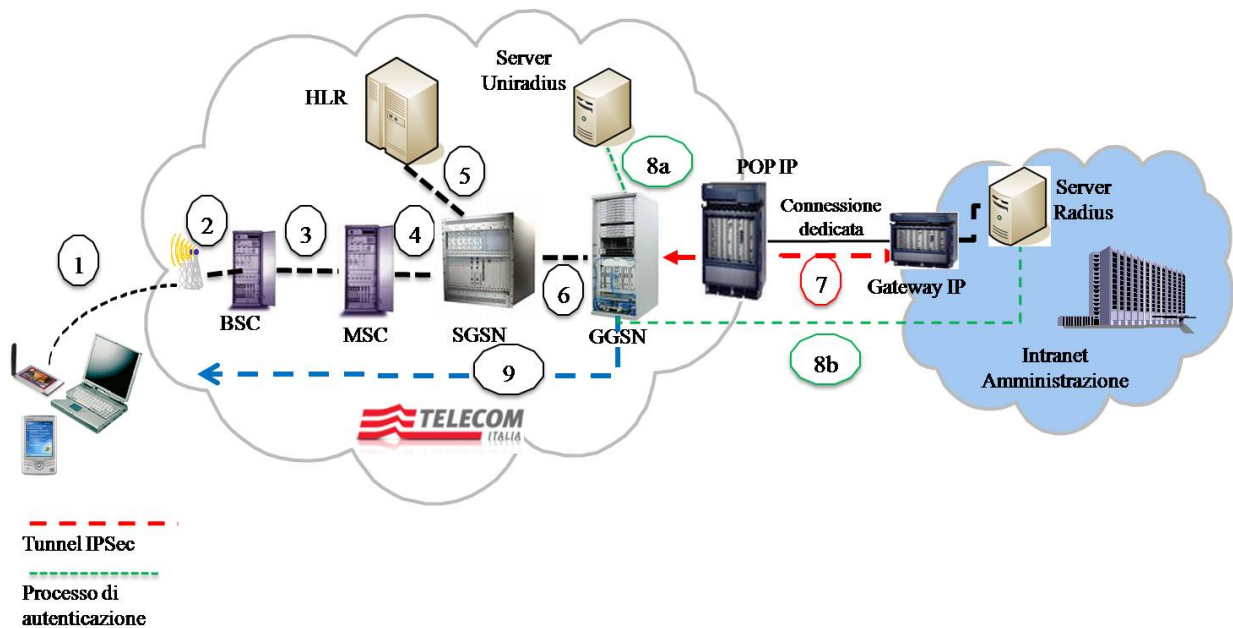 Server
Uniradius
HLR
8a
POP IP
5
Server
Radius
Connessione
dedicata
1
2
3
4
6
7
Gateway IP
BSC
MSC
SGSN
GGSN
9
8b
Intranet
Amministrazione
TELECOM
ITALIA
Tunnel IPSec
Processo di
autenticazione